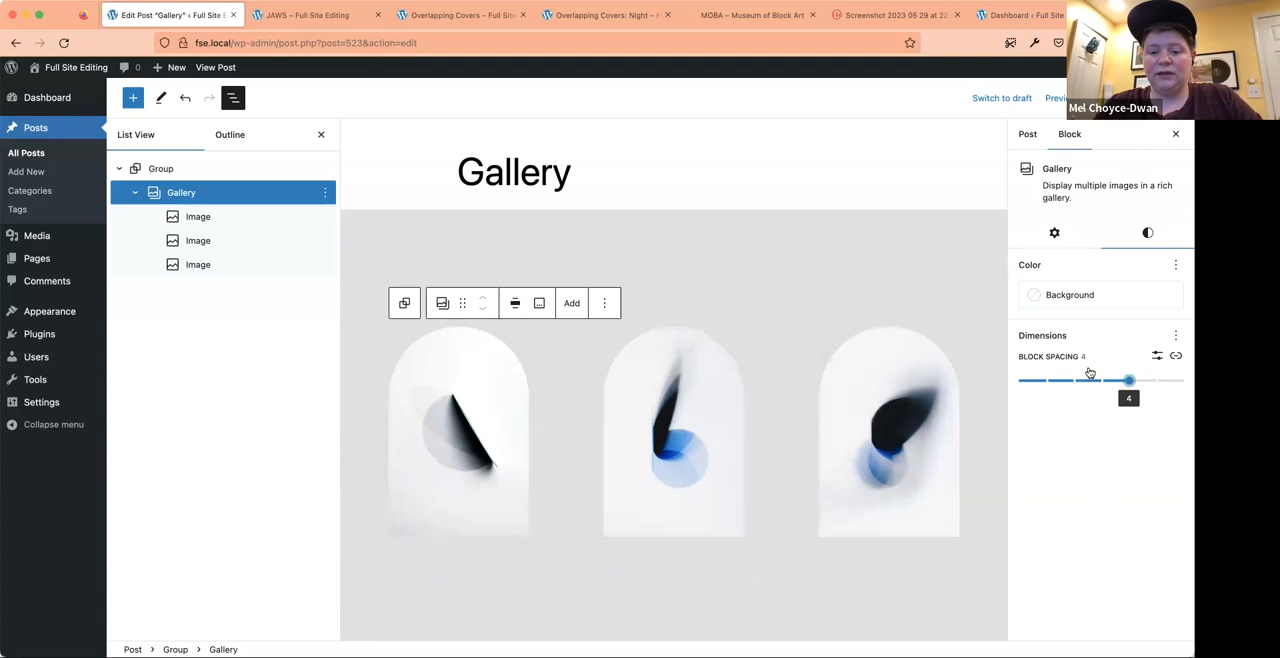 Edit Post “Gallery” ‹ Full Site E
JAWS – Full Site Editing
Overlapping Covers ‹ Full Site E
Overlapping Covers: Night – F
MOBA – Museum of Block Art
Screenshot 2023 05 29 at 22
Dashboard ‹ Full Site
fse.local/wp-admin/post.php?post=523&action=edit
Full Site Editing
0
New
View Post
Mel Choyce-Dwan
Dashboard
Posts
All Posts
Add New
Categories
Tags
Media
Pages
Comments
Appearance
Plugins
Users
Tools
Settings
Collapse menu
Switch to draft
Previ
List View
Outline
Group
Gallery
Image
Image
Image
Gallery
Add
Post
Block
Gallery
Display multiple images in a rich
gallery.
Color
Background
Dimensions
BLOCK SPACING 4
4
Post
Group
Gallery